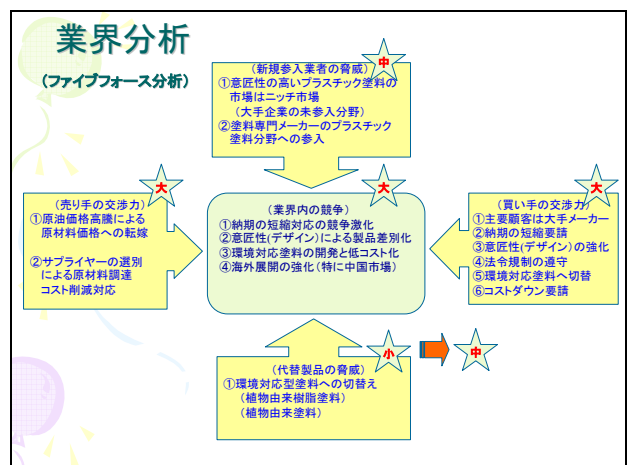 業界分析
(ファイブフォース分析)
中
(新規参入業者の脅威)
①意匠性の高いプラスチック塗料の
市場はニッチ市場
(大手企業の未参入分野)
②塗料専門メーカーのプラスチック
塗料分野への参入
大
(売り手の交渉力)
①原油価格高騰による
原材料価格への転嫁
②サプライヤーの選別
による原材料調達
コスト削減対応
大
(業界内の競争)
①納期の短縮対応の競争激化
②意匠性(デザイン)による製品差別化
③環境対応塗料の開発と低コスト化
④海外展開の強化(特に中国市場)
大
(買い手の交渉力)
①主要顧客は大手メーカー
②納期の短縮要請
③意匠性(デザイン)の強化
④法令規制の遵守
⑤環境対応塗料へ切替
⑥コストダウン要請
小
中
(代替製品の脅威)
①環境対応型塗料への切替え
(植物由来樹脂塗料)
(植物由来塗料)